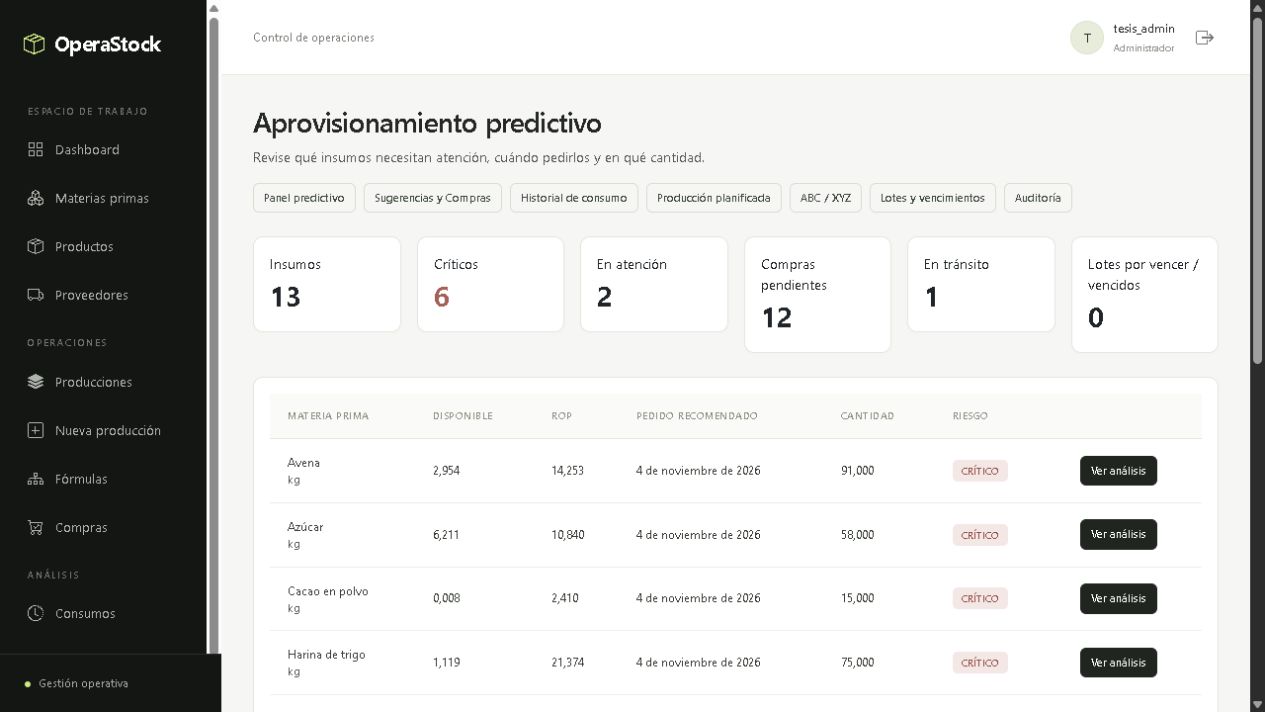 OperaStock
ESPACIO DE TRABAJO
Dashboard
Materias primas
Productos
Proveedores
OPERACIONES
Producciones
Nueva producción
Fórmulas
Compras
ANÁLISIS
Consumos
Gestión operativa
Control de operaciones
T
tesis_admin
Administrador
Aprovisionamiento predictivo
Revise qué insumos necesitan atención, cuándo pedirlos y en qué cantidad.
Panel predictivo
Sugerencias y Compras
Historial de consumo
Producción planificada
ABC / XYZ
Lotes y vencimientos
Auditoría
Insumos
13
Críticos
6
En atención
2
Compras
pendientes
12
En tránsito
1
Lotes por vencer /
vencidos
0
MATERIA PRIMA DISPONIBLE ROP PEDIDO RECOMENDADO CANTIDAD RIESGO
Avena
kg
2,954 14,253 4 de noviembre de 2026 91,000 CRÍTICO Ver análisis
Azúcar
kg
6,211 10,840 4 de noviembre de 2026 58,000 CRÍTICO Ver análisis
Cacao en polvo
kg
0,008 2,410 4 de noviembre de 2026 15,000 CRÍTICO Ver análisis
Harina de trigo
kg
1,119 21,374 4 de noviembre de 2026 75,000 CRÍTICO Ver análisis